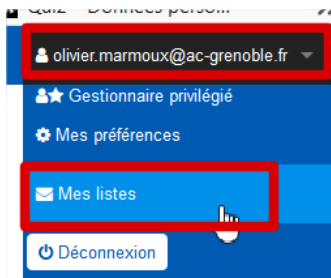 Quiz - Données perso...
olivier.marmoux@ac-grenoble.fr
Gestionnaire privilégié
Mes préférences
Mes listes
Déconnexion